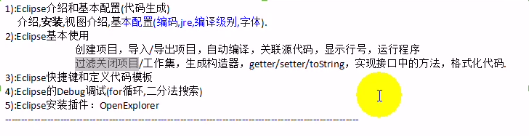 1):Eclipse介绍和基本配置(代码生成)
介绍,安装,视图介绍,基本配置(编码,jre,编译级别,字体).
2):Eclipse基本使用
创建项目，导入/导出项目，自动编译，关联源代码，显示行号，运行程序
过滤关闭项目/工作集，生成构造器，getter/setter/toString，实现接口中的方法，格式化代码.
3):Eclipse快捷键和定义代码模板
4):Eclipse的Debug调试(for循环,二分法搜索)
5):Eclipse安装插件：OpenExplorer